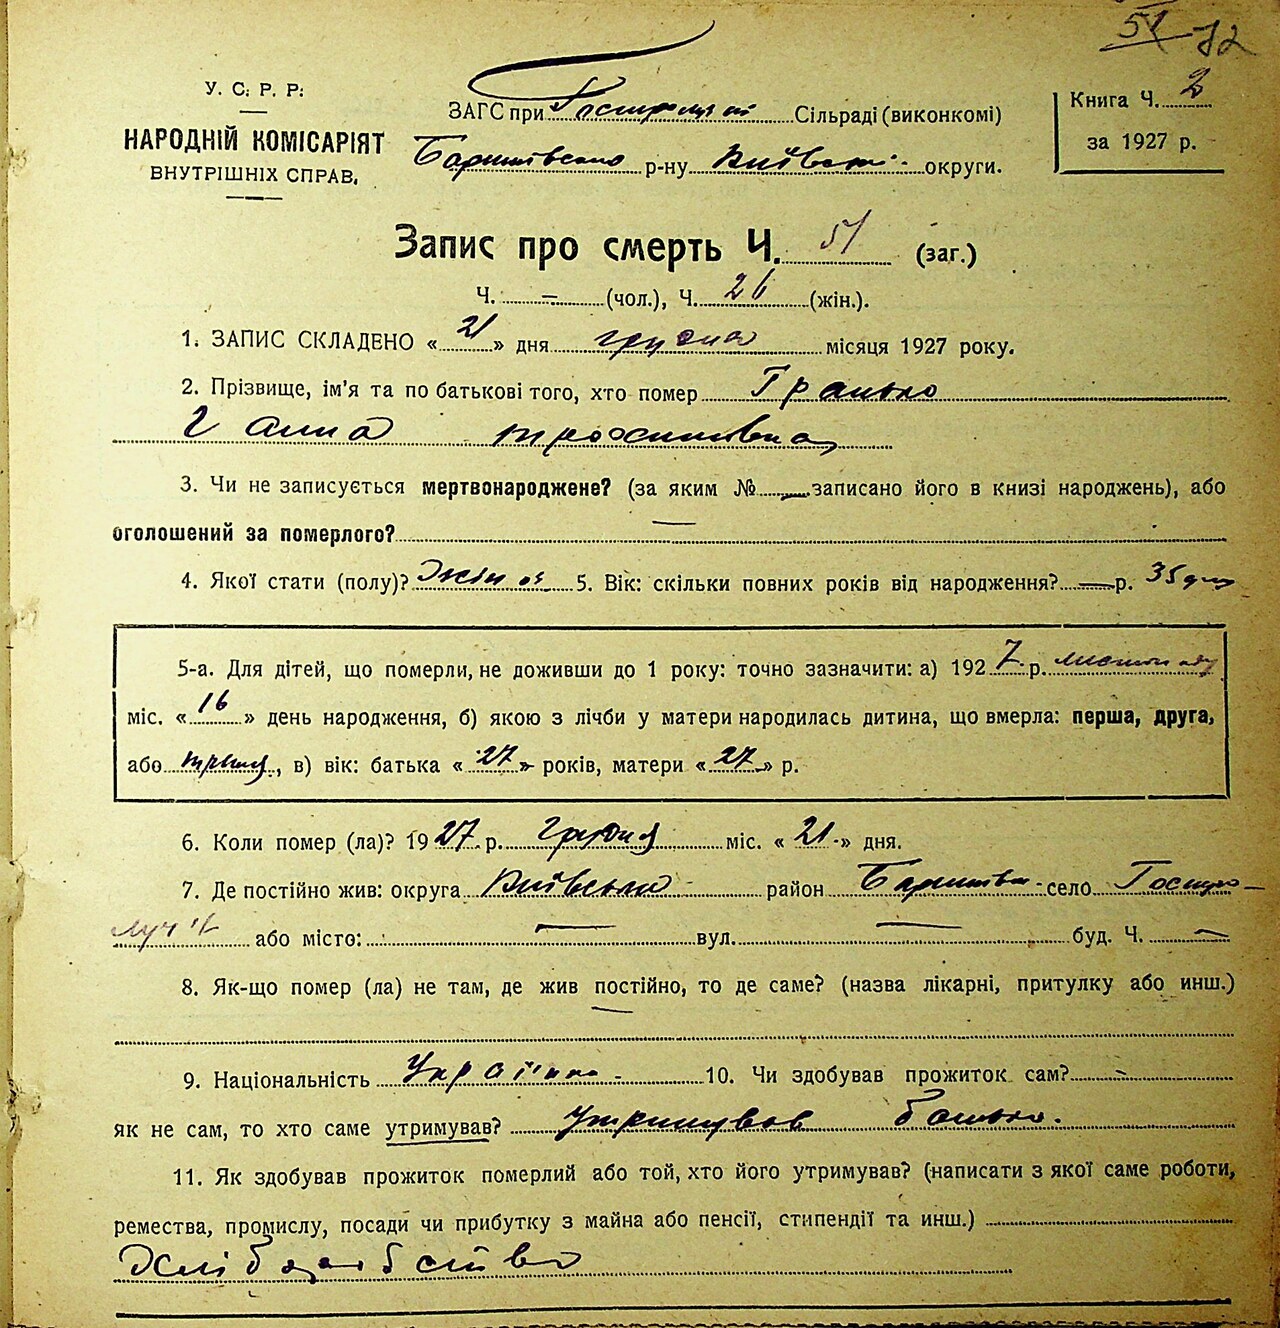 51 72
У. С. Р. Р.
НАРОДНІЙ КОМІСАРІЯТ
ВНУТРІШНІХ СПРАВ.
ЗАГС при Сільраді (виконкомі)
р-ну округи.
Книга Ч. 2
за 1927 р.
Запис про смерть Ч. 51 (заг.)
Ч. – (чол.), Ч. 26 (жін.).
1. ЗАПИС СКЛАДЕНО « 21 » дня грудня місяця 1927 року.
2. Прізвище, ім'я та по батькові того, хто помер Гранько
Ганна трохимівна
3. Чи не записується мертвонароджене? (за яким № – записано його в книзі народжень), або
оголошений за померлого? –
4. Якої стати (полу)? 5. Вік: скільки повних років від народження? – р. 35 дня
5-а. Для дітей, що померли, не доживши до 1 року: точно зазначити: а) 1927 р. листопаду
міс. « 16 » день народження, б) якою з лічби у матери народилась дитина, що вмерла: перша, друга,
або третя, в) вік: батька « 27 » років, матери « 27 » р.
6. Коли помер (ла)? 1927 р. Грудня міс. « 21 » дня.
7. Де постійно жив: округа Київська район село Гостро-
луччя або місто: – вул. – буд. Ч. –
8. Як-що помер (ла) не там, де жив постійно, то де саме? (назва лікарні, притулку або инш.)
–
9. Національність Українка 10. Чи здобував прожиток сам? –
як не сам, то хто саме утримував? Утримував батько.
11. Як здобував прожиток померлий або той, хто його утримував? (написати з якої саме роботи,
ремества, промислу, посади чи прибутку з майна або пенсії, стипендії та инш.)
Хліборобство